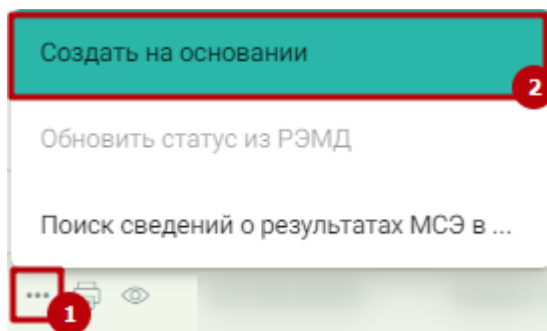 Создать на основании
2
Обновить статус из РЭМД
Поиск сведений о результатах МСЭ в ...
1